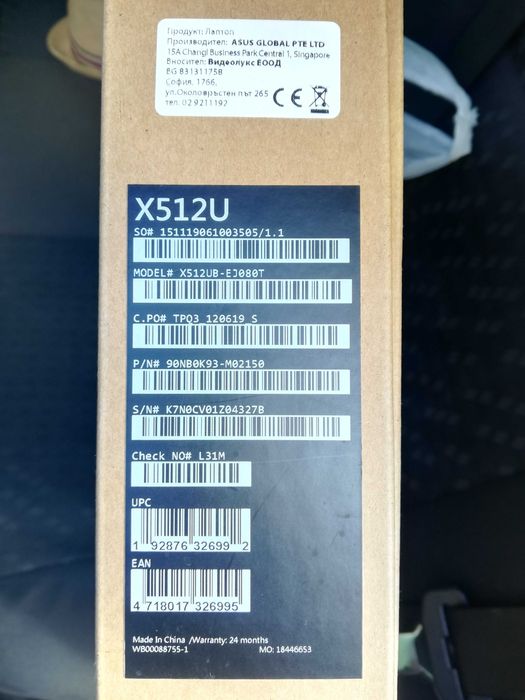 Продукт: Лаптоп
Производител: ASUS GLOBAL PTE LTD
15A Changi Business Park Central 1, Singapore
Вносител: Видеолукс ЕООД
BG 831311758
София, 1766,
ул.Околовръстен път 265
тел: 02 9211192
CE
X512U
SO# 151119061003505/1.1
MODEL# X512UB-EJ080T
C.PO# TPQ3_120619_S
P/N# 90NB0K93-M02150
S/N# K7N0CV01Z04327B
Check NO# L31M
UPC
1 92876 32699 2
EAN
4 718017 326995
Made in China /Warranty: 24 months
WB00088755-1 MO: 18446653